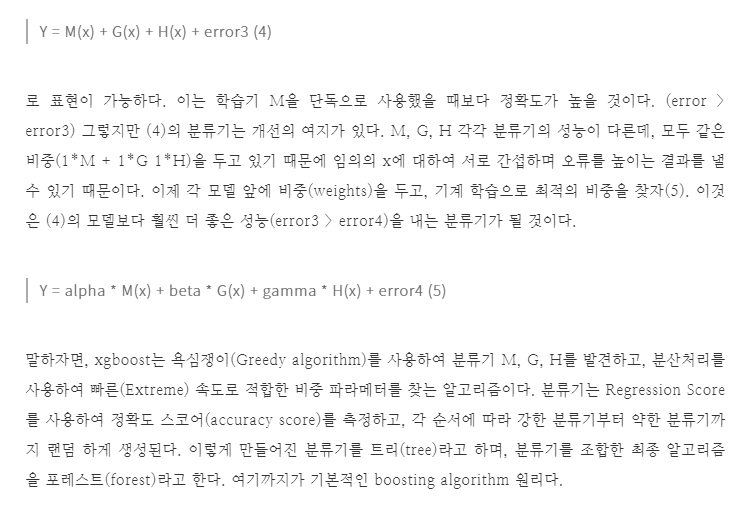 Y = M(x) + G(x) + H(x) + error3 (4)
로 표현이 가능하다. 이는 학습기 M을 단독으로 사용했을 때보다 정확도가 높을 것이다. (error 〉
error3) 그렇지만 (4)의 분류기는 개선의 여지가 있다. M, G, H 각각 분류기의 성능이 다른데, 모두 같은
비중(1*M + 1*G 1*H)을 두고 있기 때문에 임의의 x에 대하여 서로 간섭하며 오류를 높이는 결과를 낼
수 있기 때문이다. 이제 각 모델 앞에 비중(weights)을 두고, 기계 학습으로 최적의 비중을 찾자(5). 이것
은 (4)의 모델보다 훨씬 더 좋은 성능(error3 〉 error4)을 내는 분류기가 될 것이다.
Y = alpha * M(x) + beta * G(x) + gamma * H(x) + error4 (5)
말하자면, xgboost는 욕심쟁이(Greedy algorithm)를 사용하여 분류기 M, G, H를 발견하고, 분산처리를
사용하여 빠른(Extreme) 속도로 적합한 비중 파라메터를 찾는 알고리즘이다. 분류기는 Regression Score
를 사용하여 정확도 스코어(accuracy score)를 측정하고, 각 순서에 따라 강한 분류기부터 약한 분류기까
지 랜덤 하게 생성된다. 이렇게 만들어진 분류기를 트리(tree)라고 하며, 분류기를 조합한 최종 알고리즘
을 포레스트(forest)라고 한다. 여기까지가 기본적인 boosting algorithm 원리다.